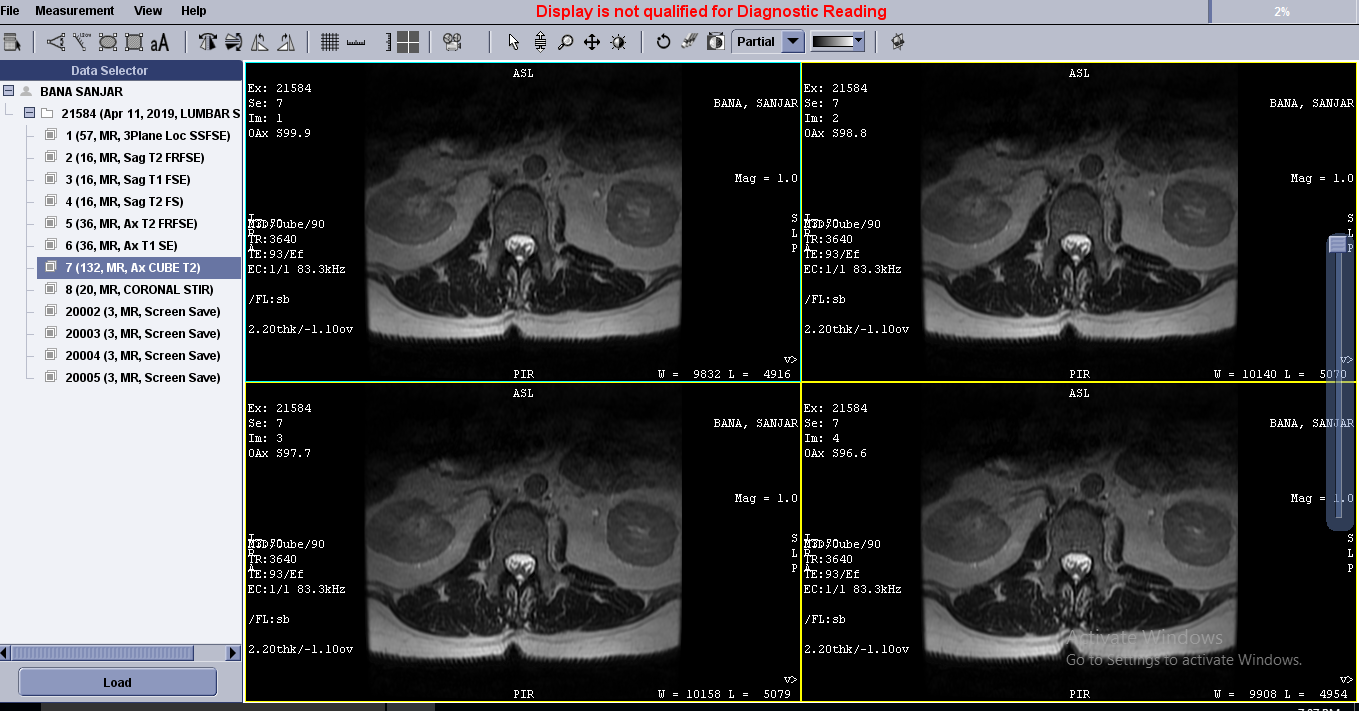 File Measurement View Help
Display is not qualified for Diagnostic Reading
2%
aA
Partial
Data Selector
BANA SANJAR
21584 (Apr 11, 2019, LUMBAR S
1 (57, MR, 3Plane Loc SSFSE)
2 (16, MR, Sag T2 FRFSE)
3 (16, MR, Sag T1 FSE)
4 (16, MR, Sag T2 FS)
5 (36, MR, Ax T2 FRFSE)
6 (36, MR, Ax T1 SE)
7 (132, MR, Ax CUBE T2)
8 (20, MR, CORONAL STIR)
20002 (3, MR, Screen Save)
20003 (3, MR, Screen Save)
20004 (3, MR, Screen Save)
20005 (3, MR, Screen Save)
Load
ASL
Ex: 21584
Se: 7
Im: 1
OAx S99.9
BANA, SANJAR
Mag = 1.0
S
L
P
TR:3640
TE:93/Ef
EC:1/1 83.3kHz
/FL:sb
2.20thk/-1.10ov
V>
PIR
W = 9832 L = 4916
ASL
Ex: 21584
Se: 7
Im: 2
OAx S98.8
BANA, SANJAR
Mag = 1.0
S
L
P
TR:3640
TE:93/Ef
EC:1/1 83.3kHz
/FL:sb
2.20thk/-1.10ov
V>
PIR
W = 10140 L = 5070
ASL
Ex: 21584
Se: 7
Im: 3
OAx S97.7
BANA, SANJAR
Mag = 1.0
S
L
P
TR:3640
TE:93/Ef
EC:1/1 83.3kHz
/FL:sb
2.20thk/-1.10ov
V>
PIR
W = 10158 L = 5079
ASL
Ex: 21584
Se: 7
Im: 4
OAx S96.6
BANA, SANJAR
Mag = 1.0
S
L
P
TR:3640
TE:93/Ef
EC:1/1 83.3kHz
/FL:sb
2.20thk/-1.10ov
V>
PIR
W = 9908 L = 4954
Activate Windows
Go to Settings to activate Windows.